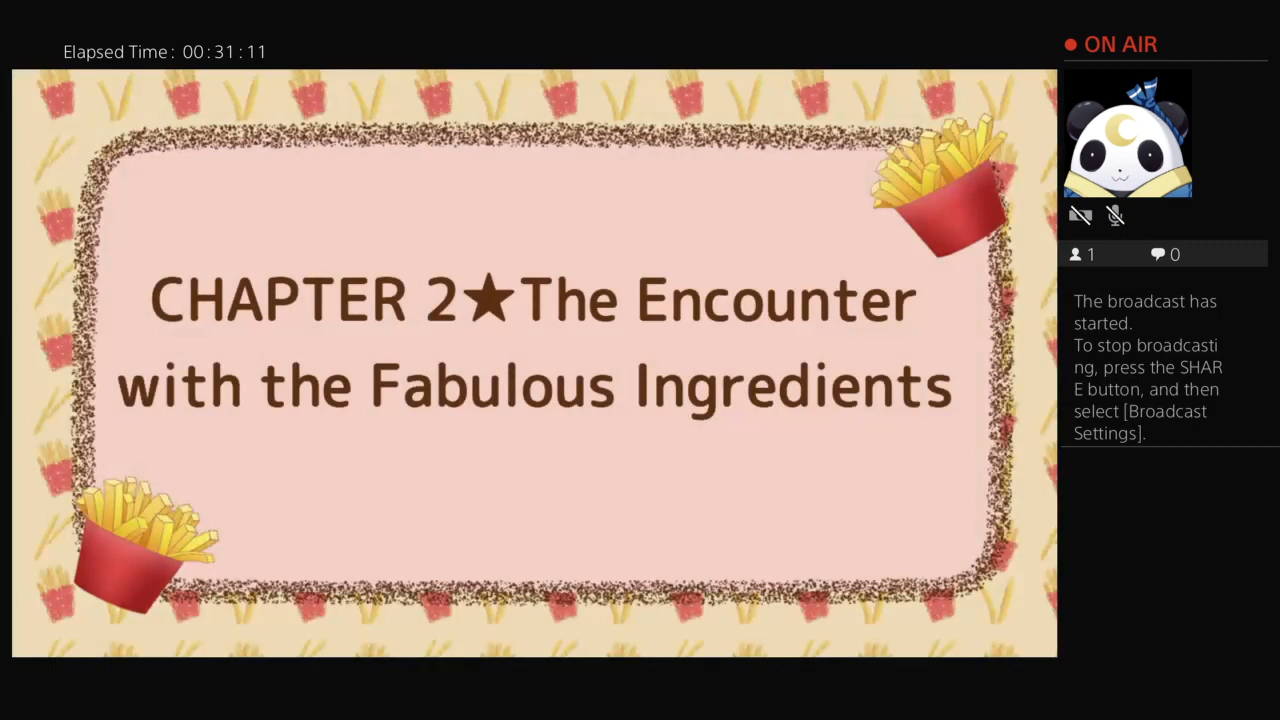 Elapsed Time: 00:31:11
ON AIR
CHAPTER 2★The Encounter
with the Fabulous Ingredients
1
0
The broadcast has
started.
To stop broadcasti
ng, press the SHAR
E button, and then
select [Broadcast
Settings].